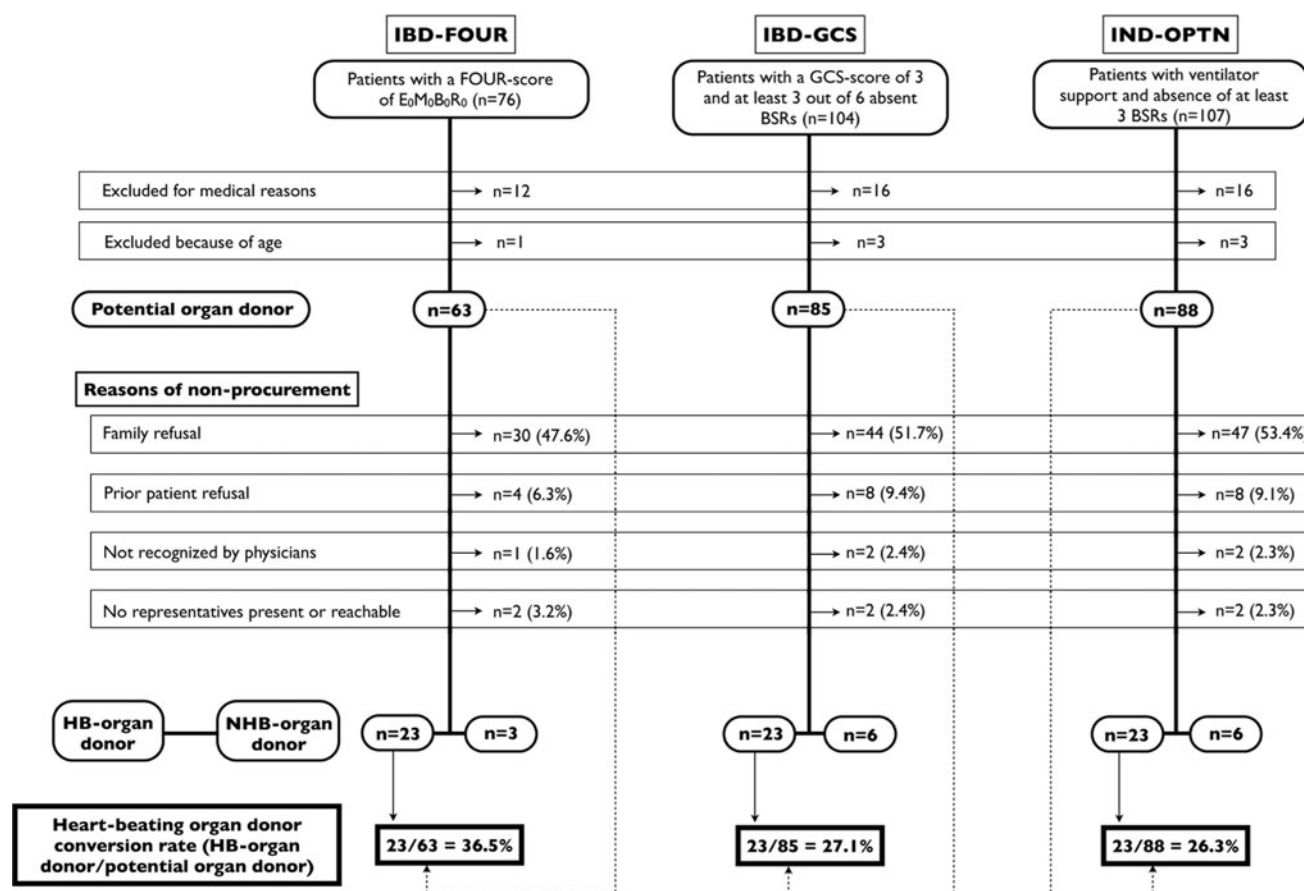 IBD-FOUR
IBD-GCS
IND-OPTN
Patients with a FOUR-score
of E₀M₀B₀R₀ (n=76)
Patients with a GCS-score of 3
and at least 3 out of 6 absent
BSRs (n=104)
Patients with ventilator
support and absence of at least
3 BSRs (n=107)
Excluded for medical reasons
n=12
n=16
n=16
Excluded because of age
n=1
n=3
n=3
Potential organ donor
n=63
n=85
n=88
Reasons of non-procurement
Family refusal
n=30 (47.6%)
n=44 (51.7%)
n=47 (53.4%)
Prior patient refusal
n=4 (6.3%)
n=8 (9.4%)
n=8 (9.1%)
Not recognized by physicians
n=1 (1.6%)
n=2 (2.4%)
n=2 (2.3%)
No representatives present or reachable
n=2 (3.2%)
n=2 (2.4%)
n=2 (2.3%)
HB-organ
donor
NHB-organ
donor
n=23
n=3
n=23
n=6
n=23
n=6
Heart-beating organ donor
conversion rate (HB-organ
donor/potential organ donor)
23/63 = 36.5%
23/85 = 27.1%
23/88 = 26.3%